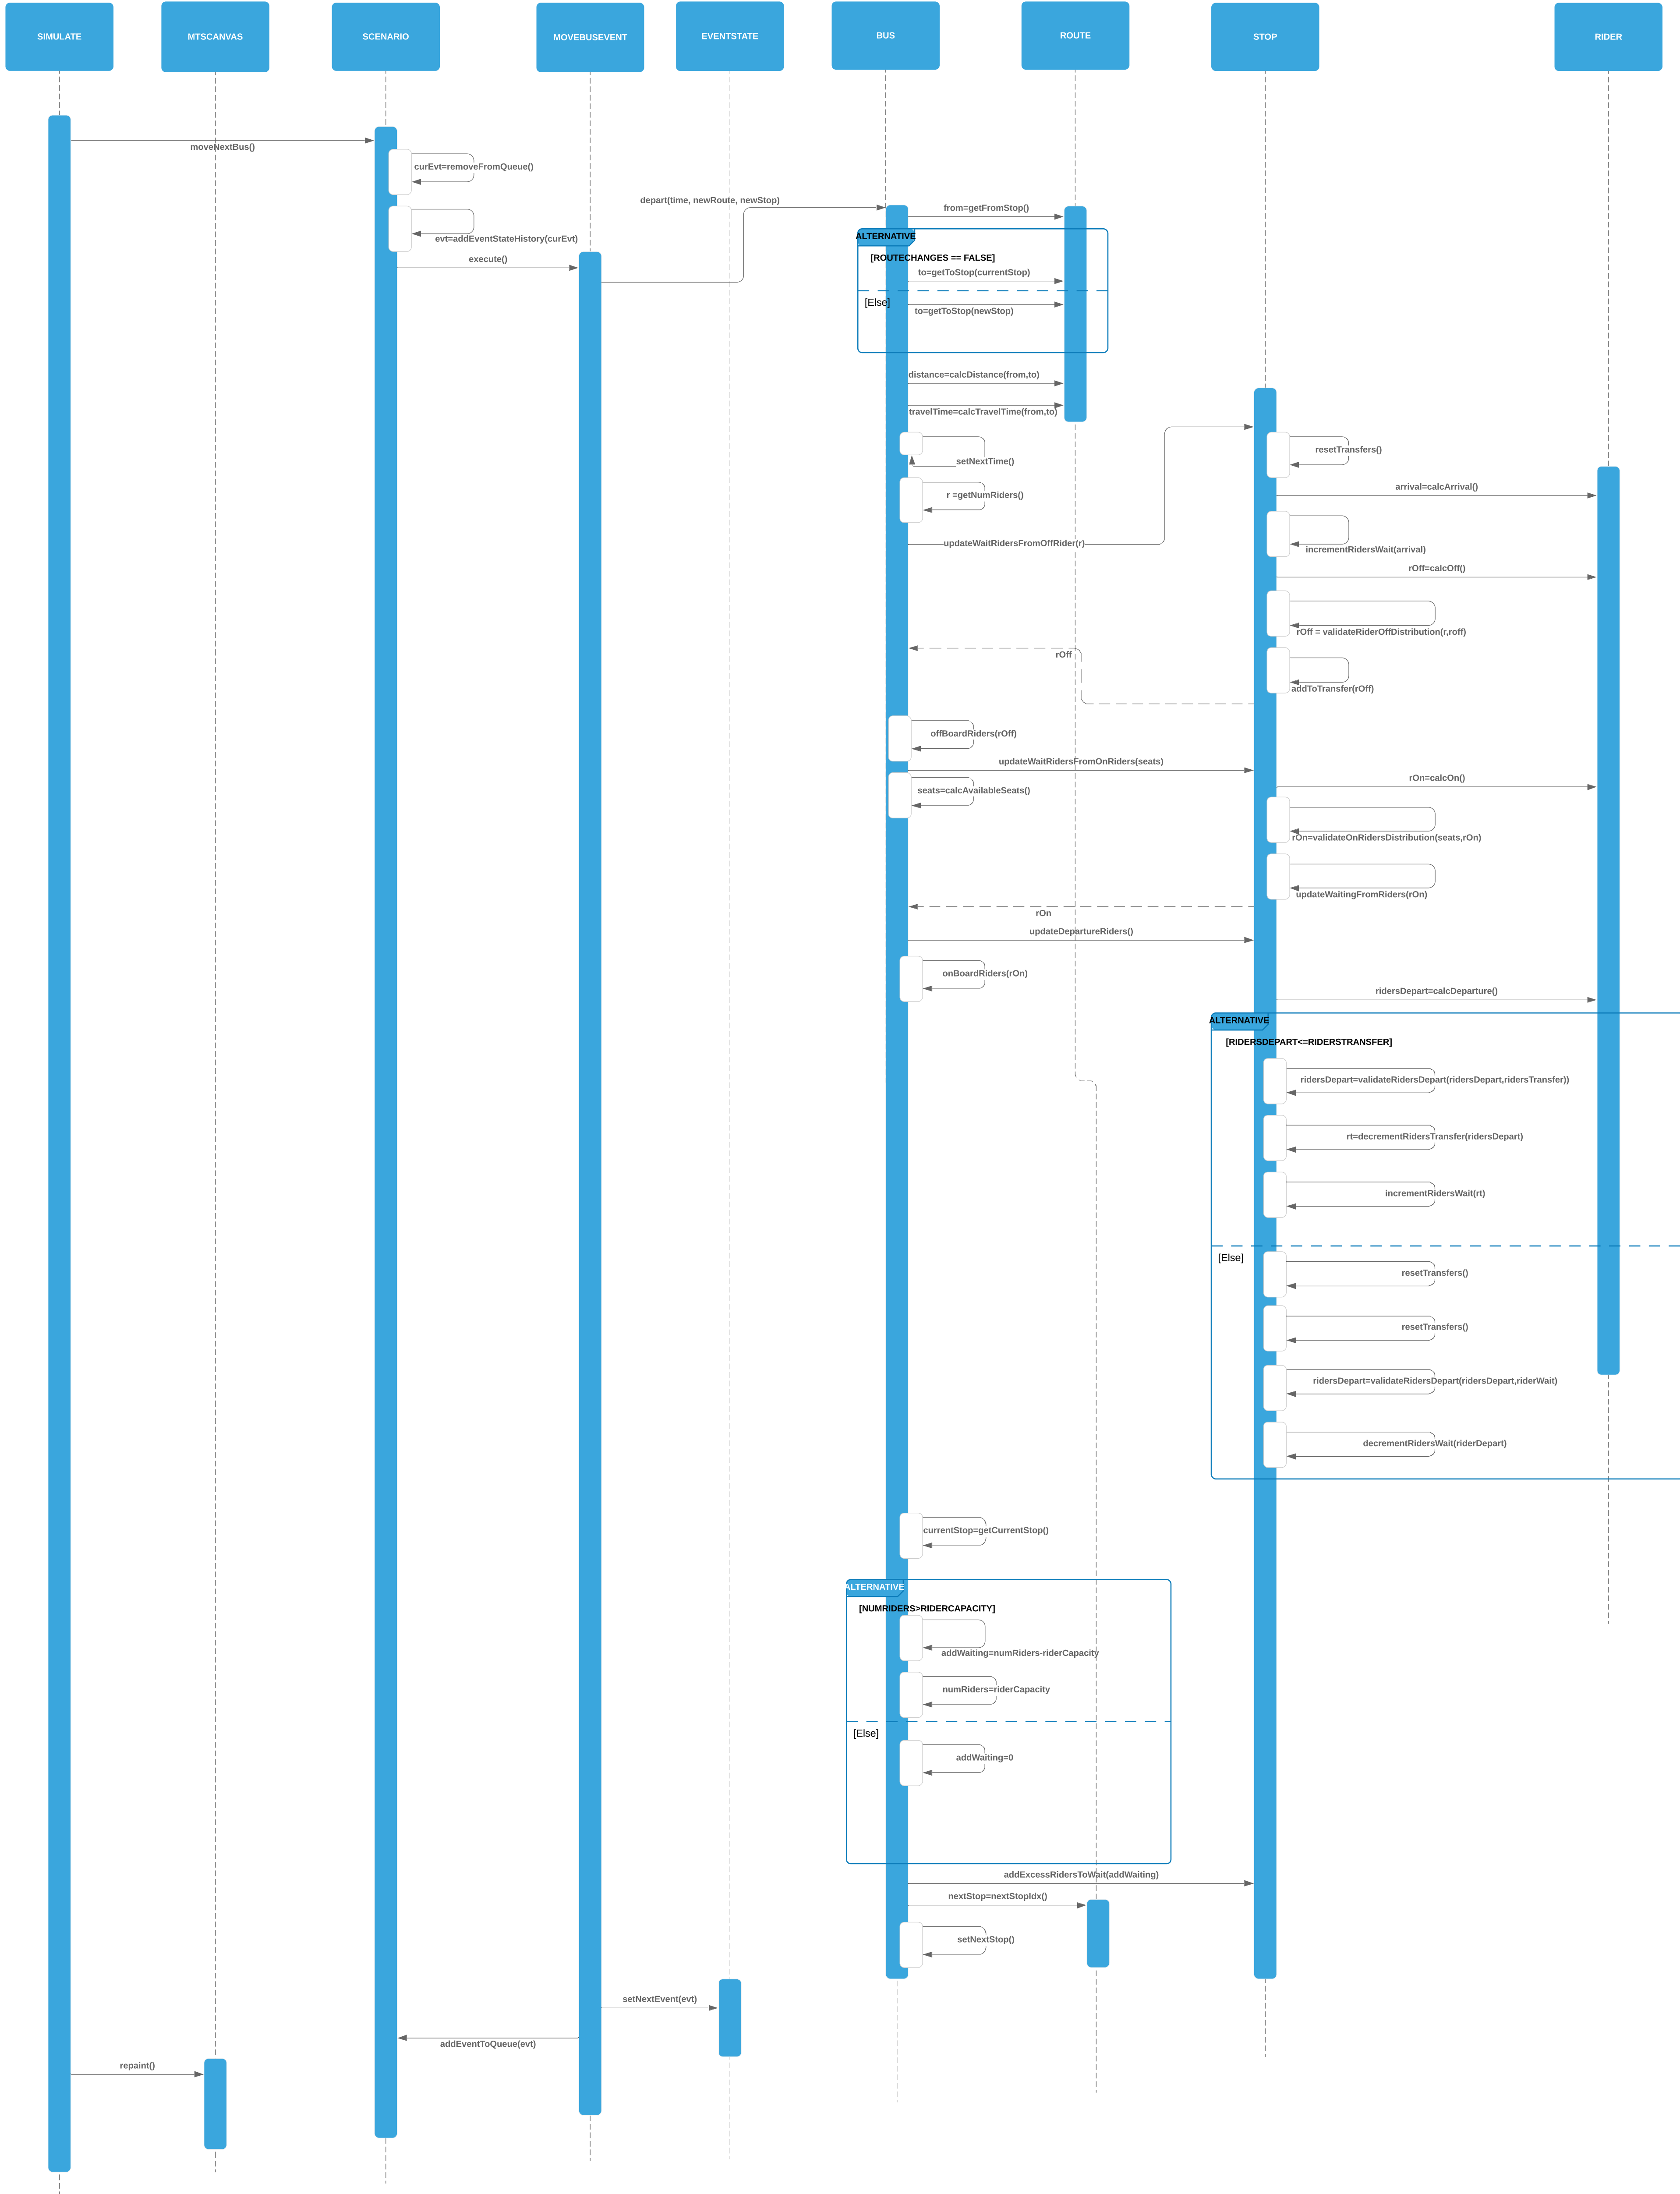 SIMULATE
MTSCANVAS
SCENARIO
MOVEBUSEVENT
EVENTSTATE
BUS
ROUTE
STOP
RIDER
moveNextBus()
curEvt=removeFromQueue()
depart(time, newRoute, newStop)
from=getFromStop()
evt=addEventStateHistory(curEvt)
ALTERNATIVE
execute()
[ROUTECHANGES == FALSE]
to=getToStop(currentStop)
[Else]
to=getToStop(newStop)
distance=calcDistance(from,to)
travelTime=calcTravelTime(from,to)
resetTransfers()
setNextTime()
arrival=calcArrival()
r =getNumRiders()
updateWaitRidersFromOffRider(r)
incrementRidersWait(arrival)
rOff=calcOff()
rOff = validateRiderOffDistribution(r,roff)
rOff
addToTransfer(rOff)
offBoardRiders(rOff)
updateWaitRidersFromOnRiders(seats)
rOn=calcOn()
seats=calcAvailableSeats()
rOn=validateOnRidersDistribution(seats,rOn)
updateWaitingFromRiders(rOn)
rOn
updateDepartureRiders()
onBoardRiders(rOn)
ridersDepart=calcDeparture()
ALTERNATIVE
[RIDERSDEPART<=RIDERSTRANSFER]
ridersDepart=validateRidersDepart(ridersDepart,ridersTransfer))
rt=decrementRidersTransfer(ridersDepart)
incrementRidersWait(rt)
[Else]
resetTransfers()
resetTransfers()
ridersDepart=validateRidersDepart(ridersDepart,riderWait)
decrementRidersWait(riderDepart)
currentStop=getCurrentStop()
ALTERNATIVE
[NUMRIDERS>RIDERCAPACITY]
addWaiting=numRiders-riderCapacity
numRiders=riderCapacity
[Else]
addWaiting=0
addExcessRidersToWait(addWaiting)
nextStop=nextStopIdx()
setNextStop()
setNextEvent(evt)
addEventToQueue(evt)
repaint()